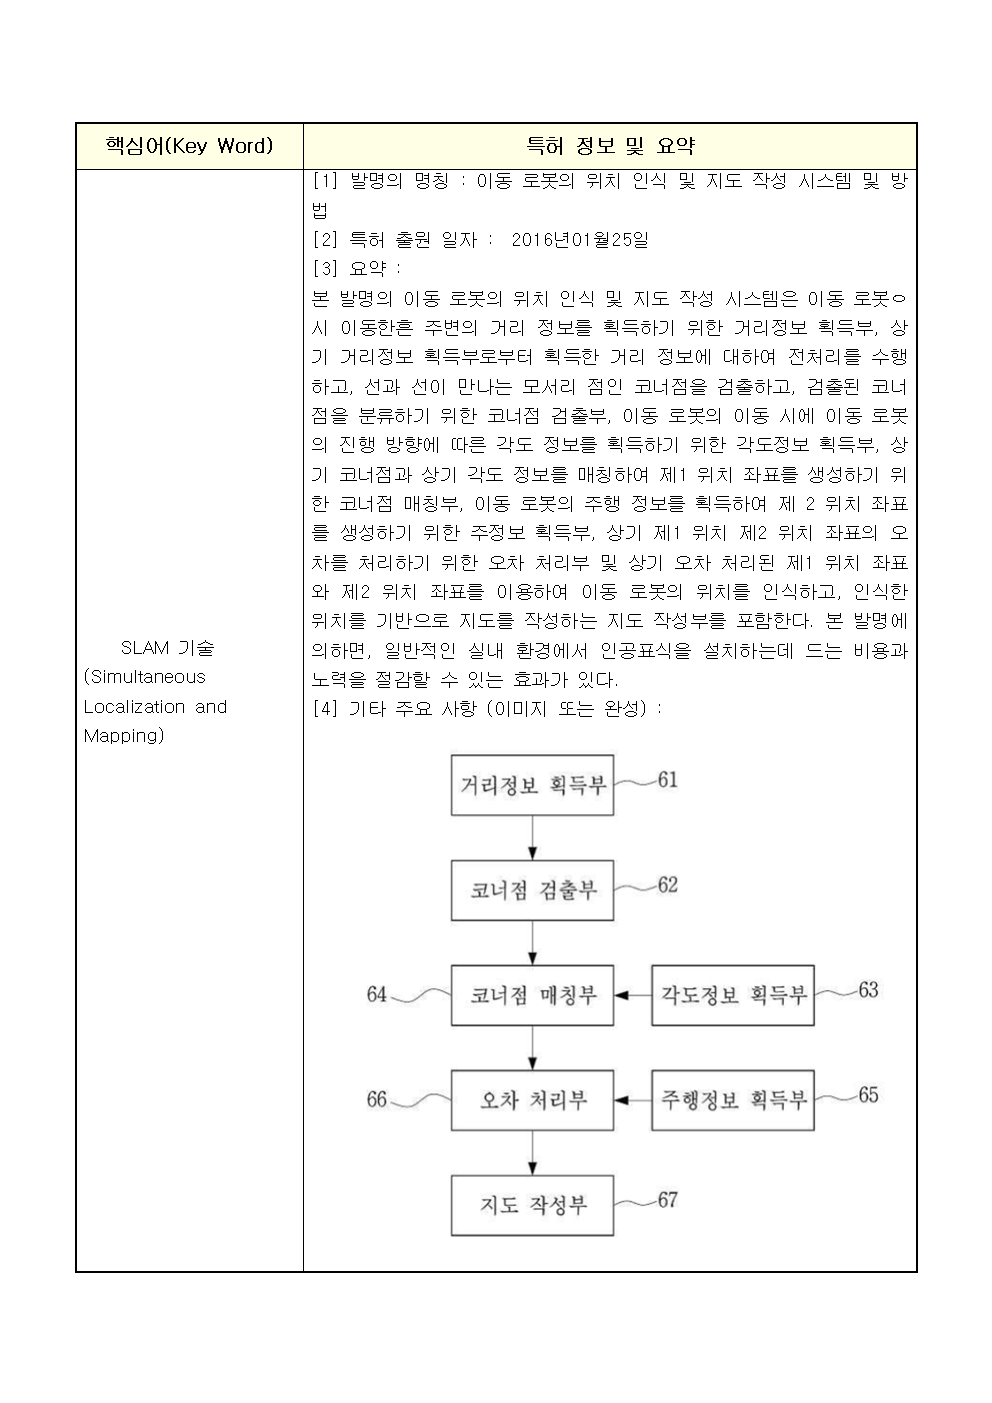 핵심어(Key Word)
특허 정보 및 요약
SLAM 기술
(Simultaneous
Localization and
Mapping)
[1] 발명의 명칭 : 이동 로봇의 위치 인식 및 지도 작성 시스템 및 방
법
[2] 특허 출원 일자 : 2016년01월25일
[3] 요약 :
본 발명의 이동 로봇의 위치 인식 및 지도 작성 시스템은 이동 로봇ㅇ
시 이동한흔 주변의 거리 정보를 획득하기 위한 거리정보 획득부, 상
기 거리정보 획득부로부터 획득한 거리 정보에 대하여 전처리를 수행
하고, 선과 선이 만나는 모서리 점인 코너점을 검출하고, 검출된 코너
점을 분류하기 위한 코너점 검출부, 이동 로봇의 이동 시에 이동 로봇
의 진행 방향에 따른 각도 정보를 획득하기 위한 각도정보 획득부, 상
기 코너점과 상기 각도 정보를 매칭하여 제1 위치 좌표를 생성하기 위
한 코너점 매칭부, 이동 로봇의 주행 정보를 획득하여 제 2 위치 좌표
를 생성하기 위한 주정보 획득부, 상기 제1 위치 제2 위치 좌표의 오
차를 처리하기 위한 오차 처리부 및 상기 오차 처리된 제1 위치 좌표
와 제2 위치 좌표를 이용하여 이동 로봇의 위치를 인식하고, 인식한
위치를 기반으로 지도를 작성하는 지도 작성부를 포함한다. 본 발명에
의하면, 일반적인 실내 환경에서 인공표식을 설치하는데 드는 비용과
노력을 절감할 수 있는 효과가 있다.
[4] 기타 주요 사항 (이미지 또는 완성) :
거리정보 획득부 61
코너점 검출부 62
64 코너점 매칭부 각도정보 획득부 63
66 오차 처리부 주행정보 획득부 65
지도 작성부 67